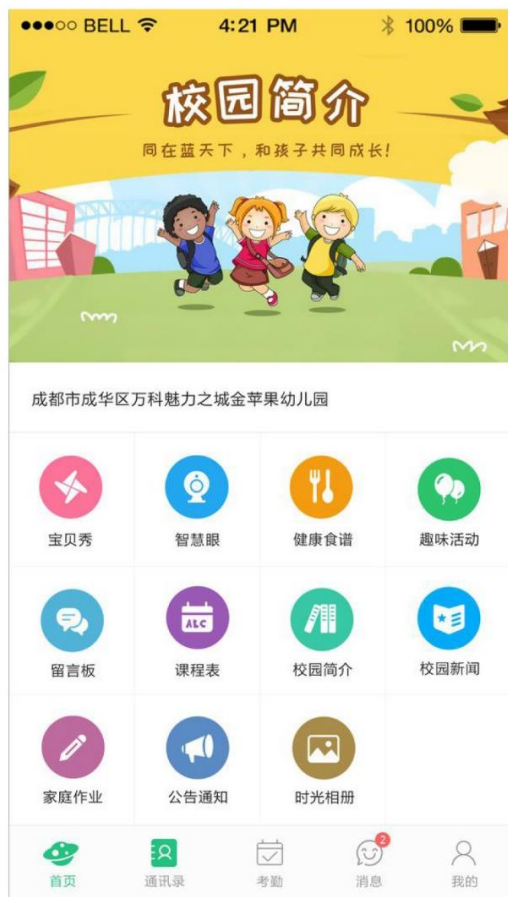 BELL 4:21 PM 100%
校园简介
同在蓝天下，和孩子共同成长!
成都市成华区万科魅力之城金苹果幼儿园
宝贝秀 智慧眼 健康食谱 趣味活动
ALC
留言板 课程表 校园简介 校园新闻
家庭作业 公告通知 时光相册
2
首页 通讯录 考勤 消息 我的